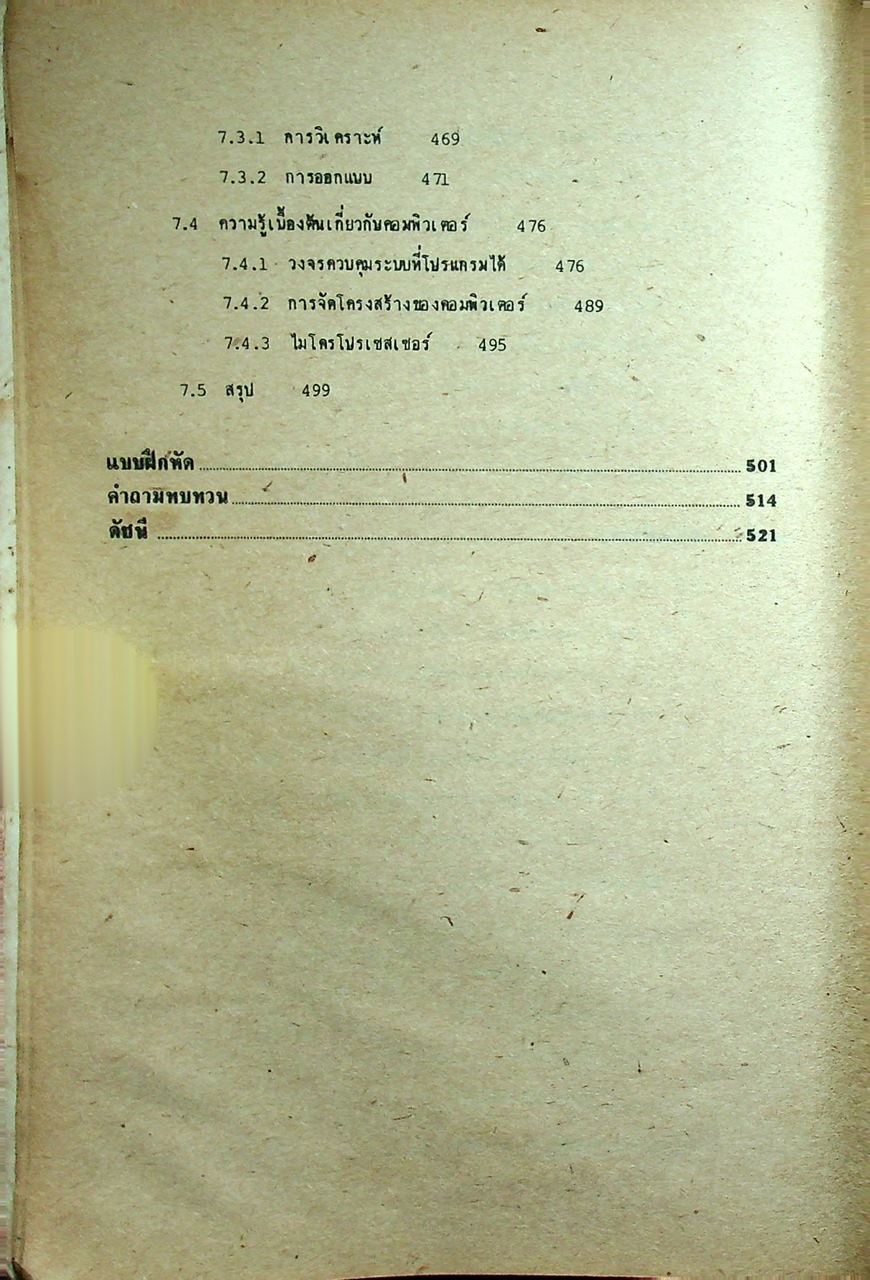 7.3.1 การวิเคราะห์ 469
7.3.2 การออกแบบ 471
7.4 ความรู้เบื้องต้นเกี่ยวกับคอมพิวเตอร์ 476
7.4.1 วงจรควบคุมระบบที่โปรแกรมได้ 476
7.4.2 การจัดโครงสร้างของคอมพิวเตอร์ 489
7.4.3 ไมโครโปรเซสเซอร์ 495
7.5 สรุป 499
แบบฝึกหัด 501
คำถามทบทวน 514
ดัชนี 521